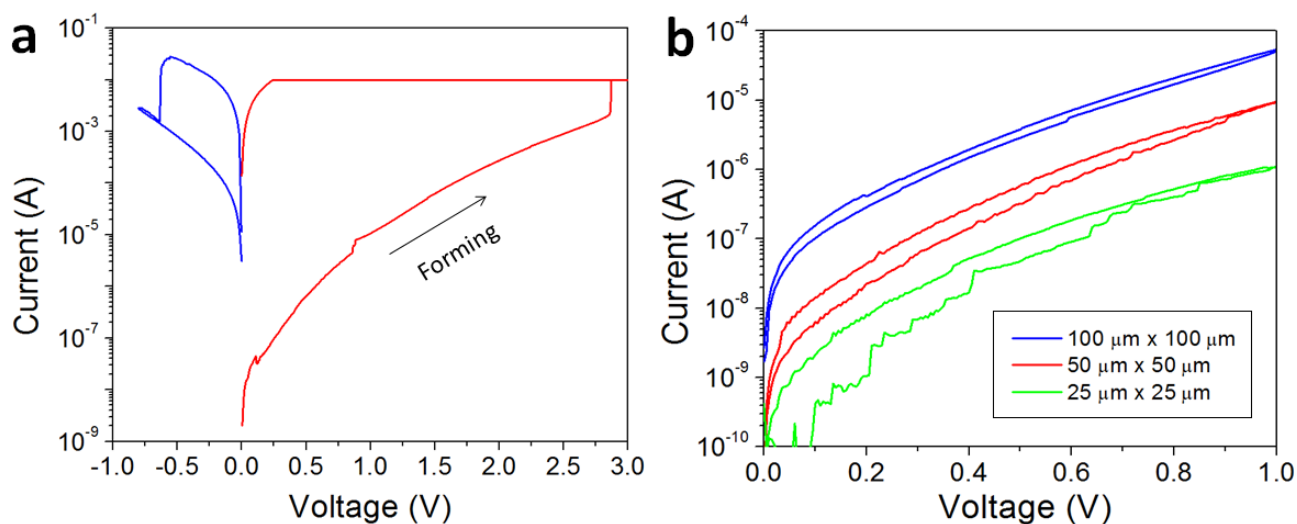 a
Current (A)
10⁻¹
10⁻³
10⁻⁵
10⁻⁷
10⁻⁹
Forming
-1.0 -0.5 0.0 0.5 1.0 1.5 2.0 2.5 3.0
Voltage (V)
b
Current (A)
10⁻⁴
10⁻⁵
10⁻⁶
10⁻⁷
10⁻⁸
10⁻⁹
10⁻¹⁰
100 μm x 100 μm
50 μm x 50 μm
25 μm x 25 μm
0.0 0.2 0.4 0.6 0.8 1.0
Voltage (V)